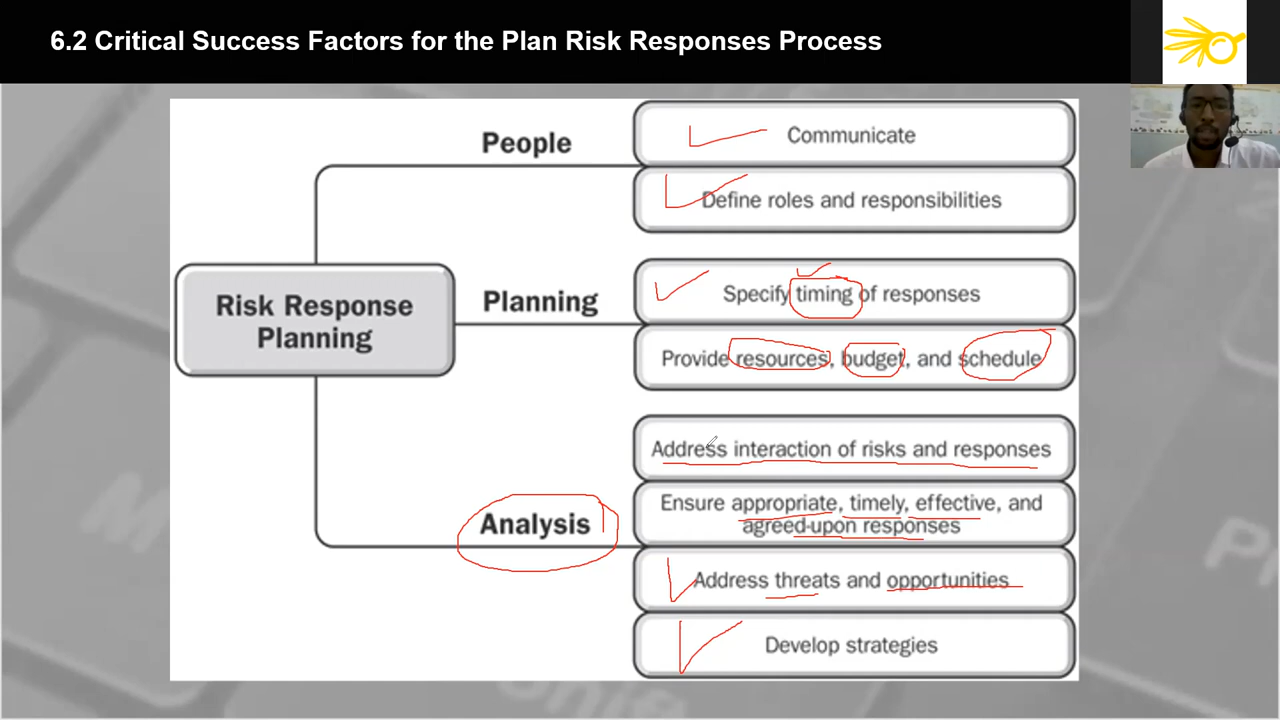 6.2 Critical Success Factors for the Plan Risk Responses Process
People
Communicate
Define roles and responsibilities
Risk Response
Planning
Planning
Specify timing of responses
Provide resources, budget, and schedule
Analysis
Address interaction of risks and responses
Ensure appropriate, timely, effective, and
agreed-upon responses
Address threats and opportunities
Develop strategies